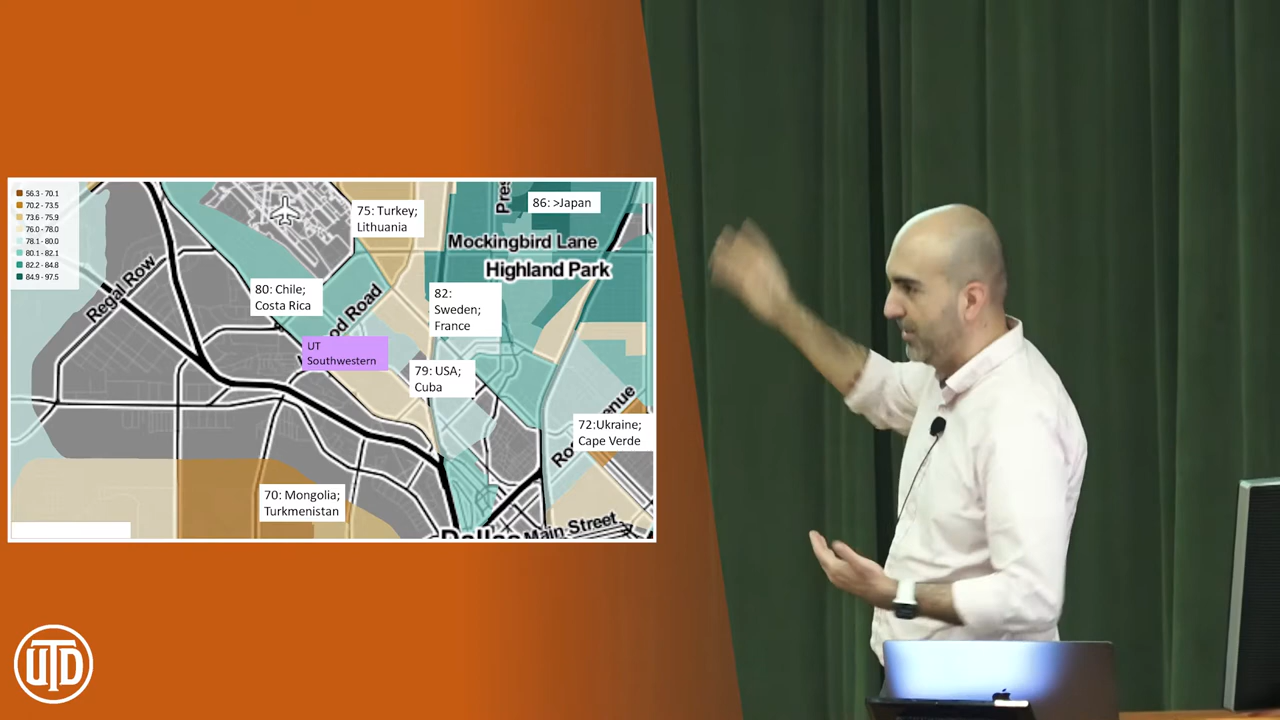 56.3 - 70.1
70.2 - 73.5
73.6 - 75.9
76.0 - 78.0
78.1 - 80.0
80.1 - 82.1
82.2 - 84.8
84.9 - 97.5
Regal Row
75: Turkey;
Lithuania
86: >Japan
Mockingbird Lane
Highland Park
80: Chile;
Costa Rica
82:
Sweden;
France
UT
Southwestern
79: USA;
Cuba
72:Ukraine;
Cape Verde
70: Mongolia;
Turkmenistan
Dallas
Main Street
UTD